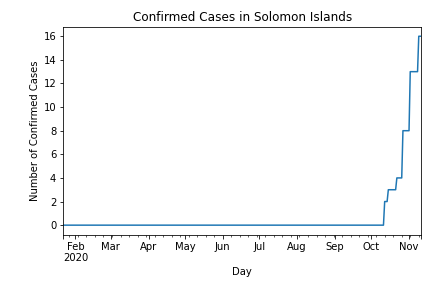 Confirmed Cases in Solomon Islands
Number of Confirmed Cases
16
14
12
10
8
6
4
2
0
Feb Mar Apr May Jun Jul Aug Sep Oct Nov
2020
Day